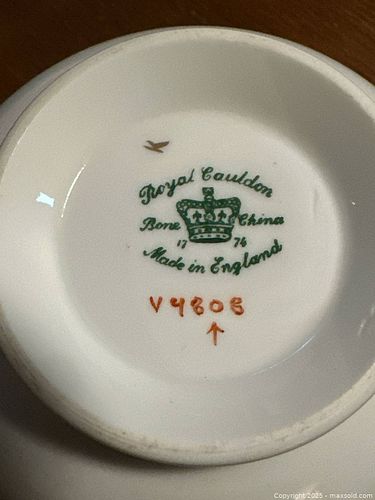 Royal Cauldon
Bone China
17 74
Made in England
V4808
Copyright 2025 - maxsold.com